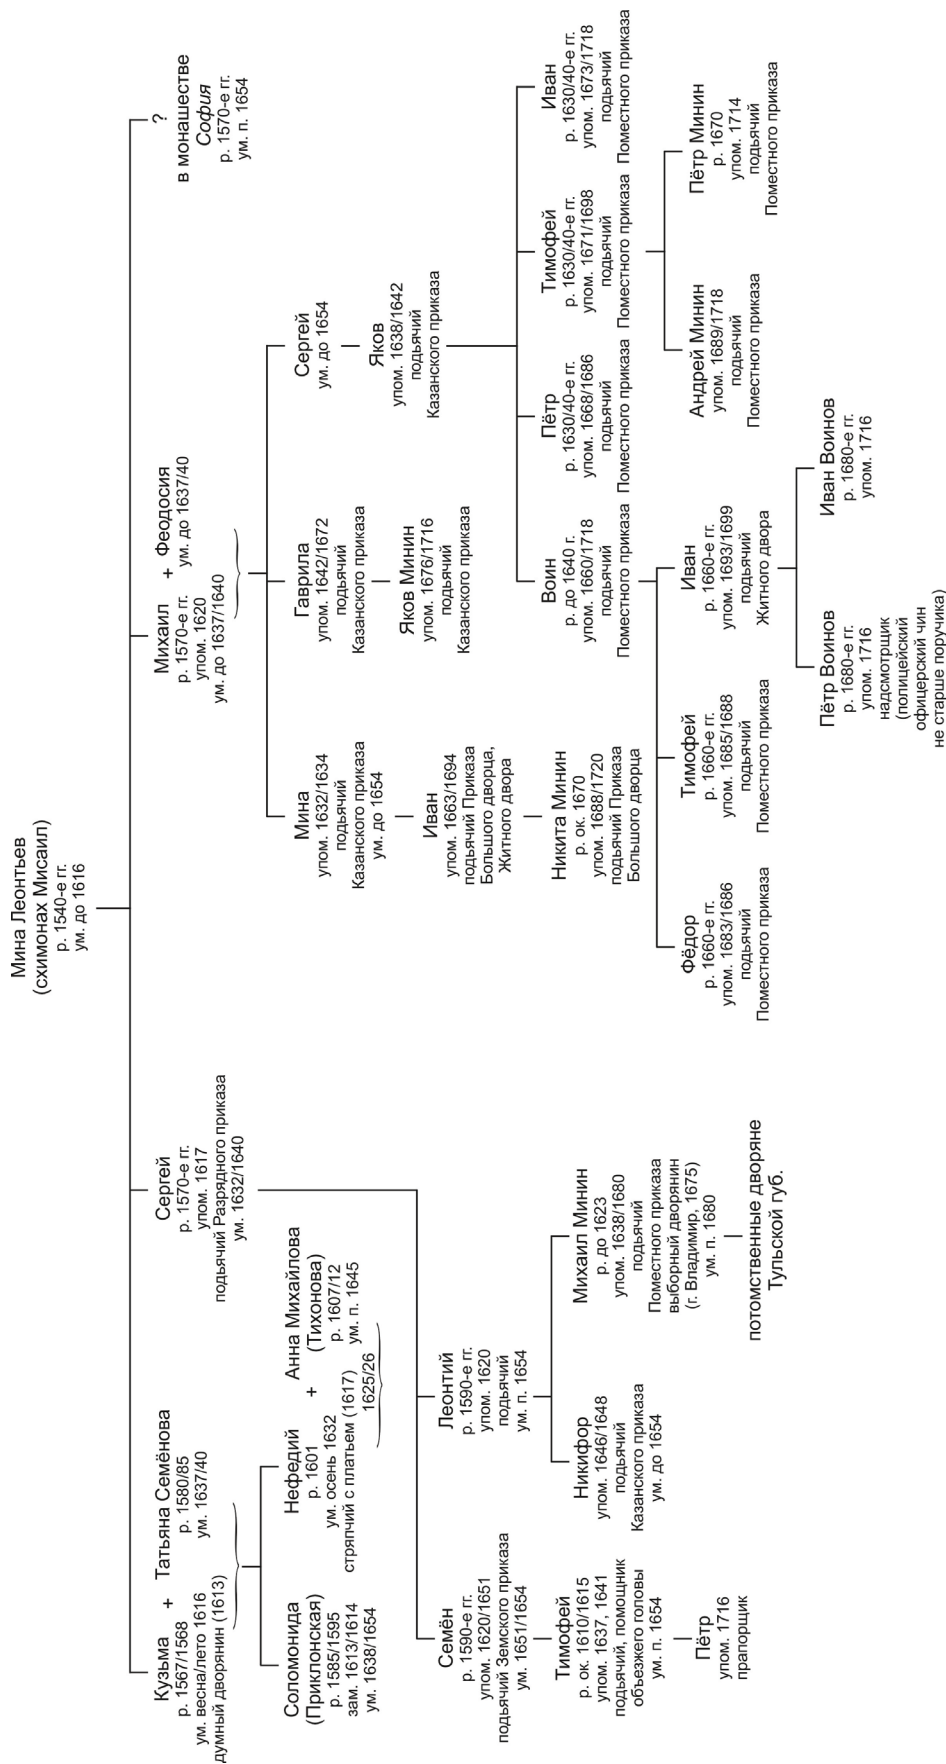 Мина Леонтьев
(схимонах Мисаил)
р. 1540-е гг.
ум. до 1616
Кузьма + Татьяна Семёнова
р. 1567/1568
ум. весна/лето 1616
думный дворянин (1613)
р. 1580/85
ум. 1637/40
Сергей
р. 1570-е гг.
упом. 1617
подьячий Разрядного приказа
ум. 1632/1640
Михаил + Феодосия
р. 1570-е гг.
упом. 1620
ум. до 1637/1640
ум. до 1637/40
?
в монашестве
София
р. 1570-е гг.
ум. п. 1654
Соломонида
(Приклонская)
р. 1585/1595
зам. 1613/1614
ум. 1638/1654
Нефедий + Анна Михайлова
р. 1601
ум. осень 1632
стряпчий с платьем (1617)
(Тихонова)
р. 1607/12
ум. п. 1645
1625/26
Мина
упом. 1632/1634
подьячий
Казанского приказа
ум. до 1654
Гаврила
упом. 1642/1672
подьячий
Казанского приказа
Сергей
ум. до 1654
Иван
упом. 1663/1694
подьячий Приказа
Большого дворца,
Житного двора
Яков Минин
упом. 1676/1716
подьячий
Казанского приказа
Яков
упом. 1638/1642
подьячий
Казанского приказа
Семён
р. 1590-е гг.
упом. 1620/1651
подьячий Земского приказа
ум. 1651/1654
Леонтий
р. 1590-е гг.
упом. 1620
подьячий
ум. п. 1654
Никита Минин
р. ок. 1670
упом. 1688/1720
подьячий Приказа
Большого дворца
Воин
р. до 1640 г.
упом. 1660/1718
подьячий
Поместного приказа
Пётр
р. 1630/40-е гг.
упом. 1668/1686
подьячий
Поместного приказа
Тимофей
р. 1630/40-е гг.
упом. 1671/1698
подьячий
Поместного приказа
Иван
р. 1630/40-е гг.
упом. 1673/1718
подьячий
Поместного приказа
Тимофей
р. ок. 1610/1615
упом. 1637, 1641
подьячий, помощник
объезжего головы
ум. п. 1654
Никифор
упом. 1646/1648
подьячий
Казанского приказа
ум. до 1654
Михаил Минин
р. до 1623
упом. 1638/1680
подьячий
Поместного приказа
выборный дворянин
(г. Владимир, 1675)
ум. п. 1680
Фёдор
р. 1660-е гг.
упом. 1683/1686
подьячий
Поместного приказа
Тимофей
р. 1660-е гг.
упом. 1685/1688
подьячий
Поместного приказа
Иван
р. 1660-е гг.
упом. 1693/1699
подьячий
Житного двора
Андрей Минин
упом. 1689/1718
подьячий
Поместного приказа
Пётр Минин
р. 1670
упом. 1714
подьячий
Поместного приказа
Пётр
упом. 1716
прапорщик
потомственные дворяне
Тульской губ.
Пётр Воинов
р. 1680-е гг.
упом. 1716
надсмотрщик
(полицейский
офицерский чин
не старше поручика)
Иван Воинов
р. 1680-е гг.
упом. 1716